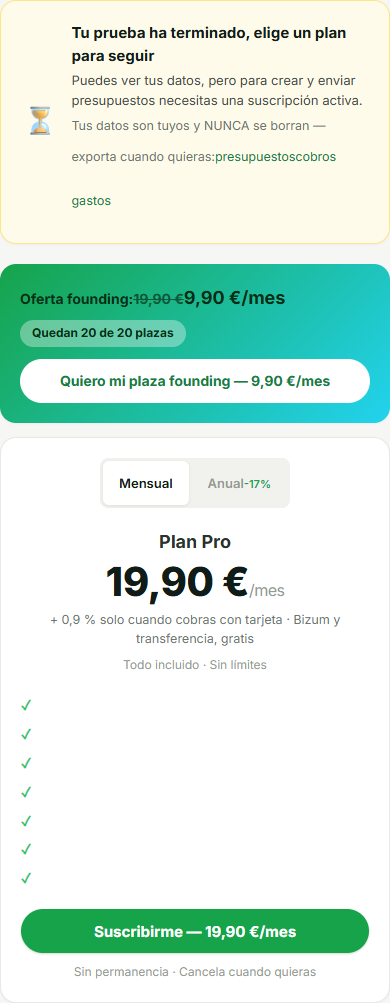 Tu prueba ha terminado, elige un plan
para seguir
Puedes ver tus datos, pero para crear y enviar
presupuestos necesitas una suscripción activa.
Tus datos son tuyos y NUNCA se borran —
exporta cuando quieras:presupuestoscobros
gastos
Oferta founding:19,90 €9,90 €/mes
Quedan 20 de 20 plazas
Quiero mi plaza founding — 9,90 €/mes
Mensual
Anual-17%
Plan Pro
19,90 €/mes
+ 0,9 % solo cuando cobras con tarjeta · Bizum y
transferencia, gratis
Todo incluido · Sin límites
✓
✓
✓
✓
✓
✓
✓
Suscribirme — 19,90 €/mes
Sin permanencia · Cancela cuando quieras